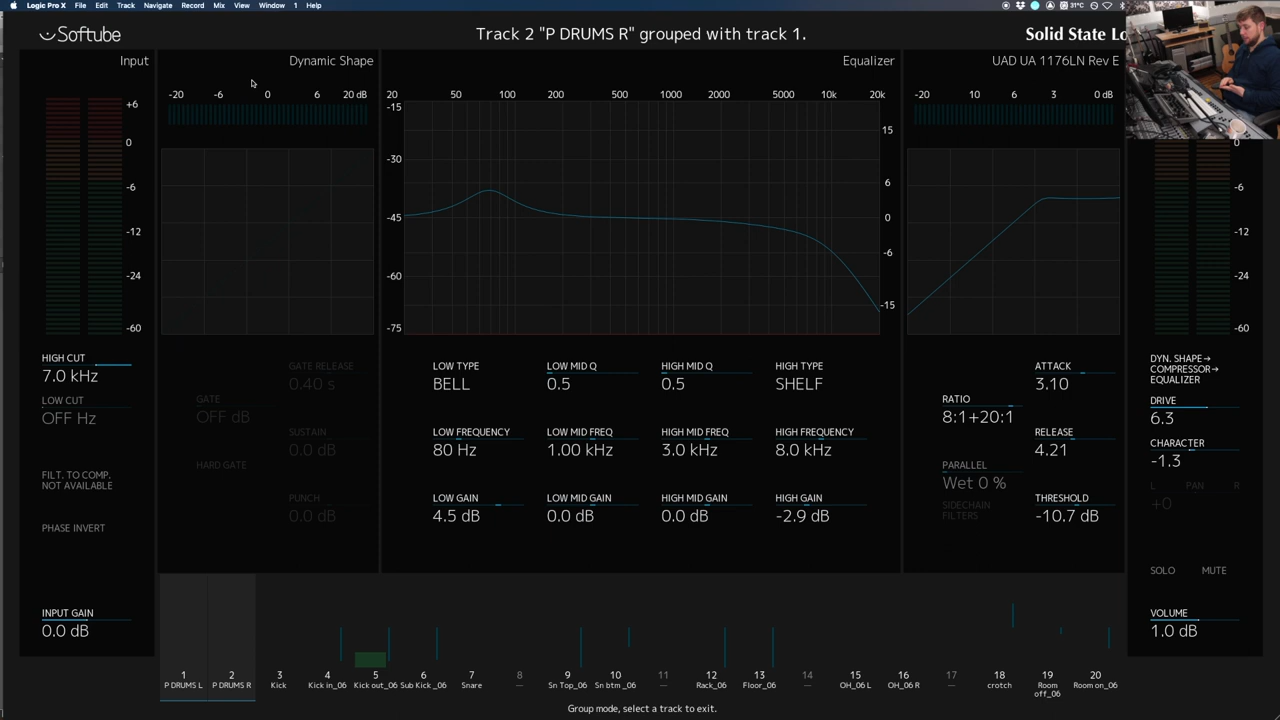 Logic Pro X File Edit Track Navigate Record Mix View Window 1 Help
31°C
Softube
Track 2 "P DRUMS R" grouped with track 1.
Solid State Lo
Input
Dynamic Shape
Equalizer
UAD UA 1176LN Rev E
-20 -6 0 6 20 dB
20 50 100 200 500 1000 2000 5000 10k 20k
-20 10 6 3 0 dB
+6
0
-6
-12
-24
-60
-15
-30
-45
-60
-75
15
6
0
-6
-15
0
-6
-12
-24
-60
HIGH CUT
7.0 kHz
LOW CUT
OFF Hz
FILT. TO COMP.
NOT AVAILABLE
PHASE INVERT
INPUT GAIN
0.0 dB
GATE RELEASE
0.40 s
GATE
OFF dB
SUSTAIN
0.0 dB
HARD GATE
PUNCH
0.0 dB
LOW TYPE
BELL
LOW MID Q
0.5
HIGH MID Q
0.5
HIGH TYPE
SHELF
LOW FREQUENCY
80 Hz
LOW MID FREQ
1.00 kHz
HIGH MID FREQ
3.0 kHz
HIGH FREQUENCY
8.0 kHz
LOW GAIN
4.5 dB
LOW MID GAIN
0.0 dB
HIGH MID GAIN
0.0 dB
HIGH GAIN
-2.9 dB
ATTACK
3.10
RATIO
8:1+20:1
RELEASE
4.21
PARALLEL
Wet 0 %
SIDECHAIN
FILTERS
THRESHOLD
-10.7 dB
DYN. SHAPE→
COMPRESSOR→
EQUALIZER
DRIVE
6.3
CHARACTER
-1.3
L PAN R
+0
SOLO MUTE
VOLUME
1.0 dB
1 2 3 4 5 6 7 8 9 10 11 12 13 14 15 16 17 18 19 20
P DRUMS L P DRUMS R Kick Kick in_06 Kick out_06 Sub Kick _06 Snare — Sn Top_06 Sn btm _06 — Rack_06 Floor_06 — OH_06 L OH_06 R — crotch Room off_06 Room on_06
Group mode, select a track to exit.